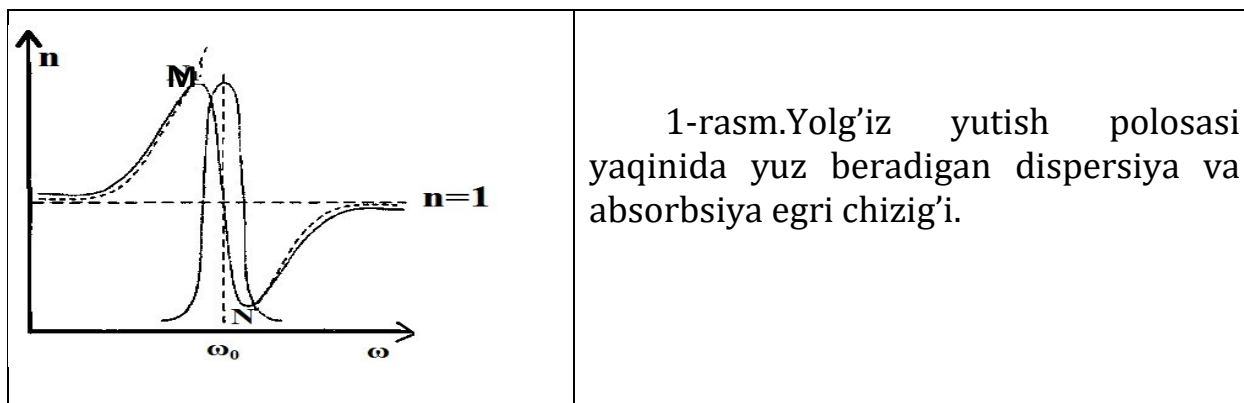 n
M
n=1
N
ω₀
ω
1-rasm.Yolg'iz yutish polosasi
yaqinida yuz beradigan dispersiya va
absorbsiya egri chizig'i.